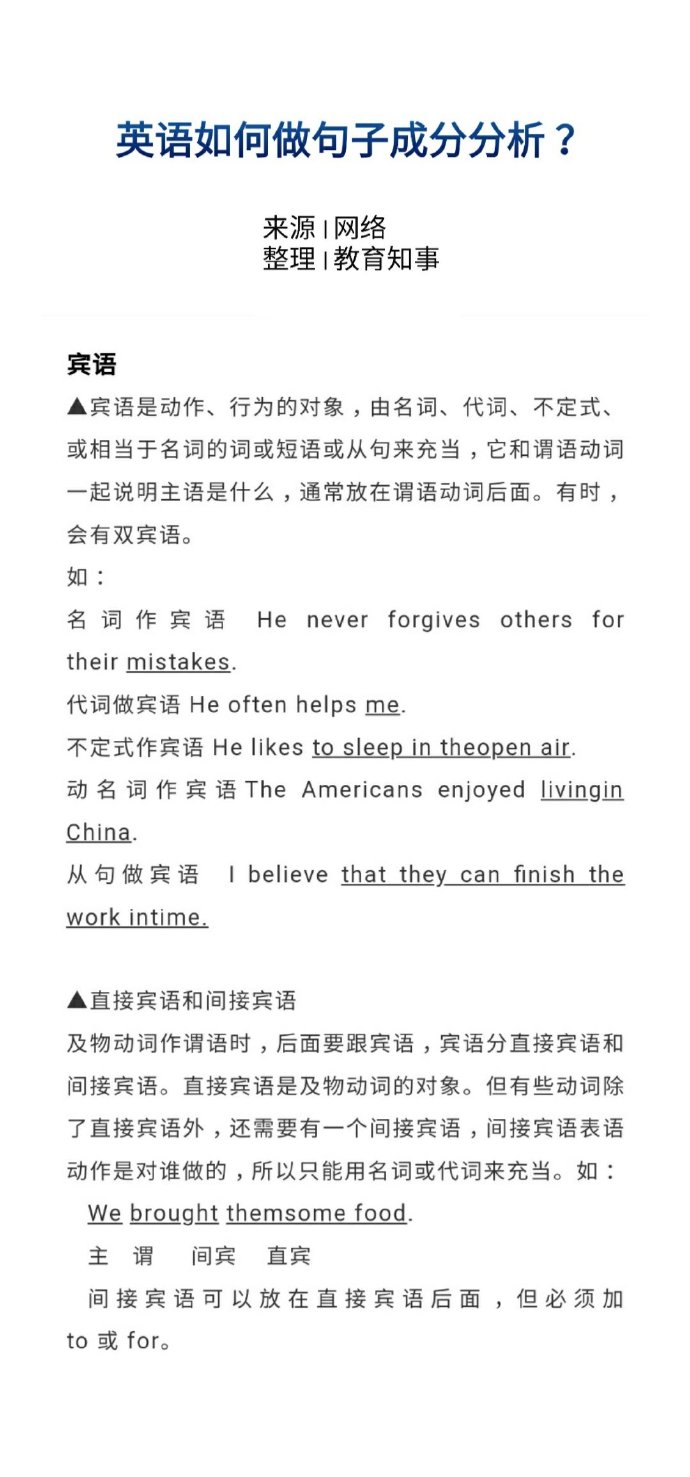 英语如何做句子成分分析？
来源 | 网络
整理 | 教育知事
宾语
▲宾语是动作、行为的对象，由名词、代词、不定式、
或相当于名词的词或短语或从句来充当，它和谓语动词
一起说明主语是什么，通常放在谓语动词后面。有时，
会有双宾语。
如：
名词作宾语 He never forgives others for
their mistakes.
代词做宾语 He often helps me.
不定式作宾语 He likes to sleep in theopen air.
动名词作宾语The Americans enjoyed livingin
China.
从句做宾语 I believe that they can finish the
work intime.
▲直接宾语和间接宾语
及物动词作谓语时，后面要跟宾语，宾语分直接宾语和
间接宾语。直接宾语是及物动词的对象。但有些动词除
了直接宾语外，还需要有一个间接宾语，间接宾语表语
动作是对谁做的，所以只能用名词或代词来充当。如：
We brought themsome food.
主 谓 间宾 直宾
间接宾语可以放在直接宾语后面，但必须加
to 或 for。